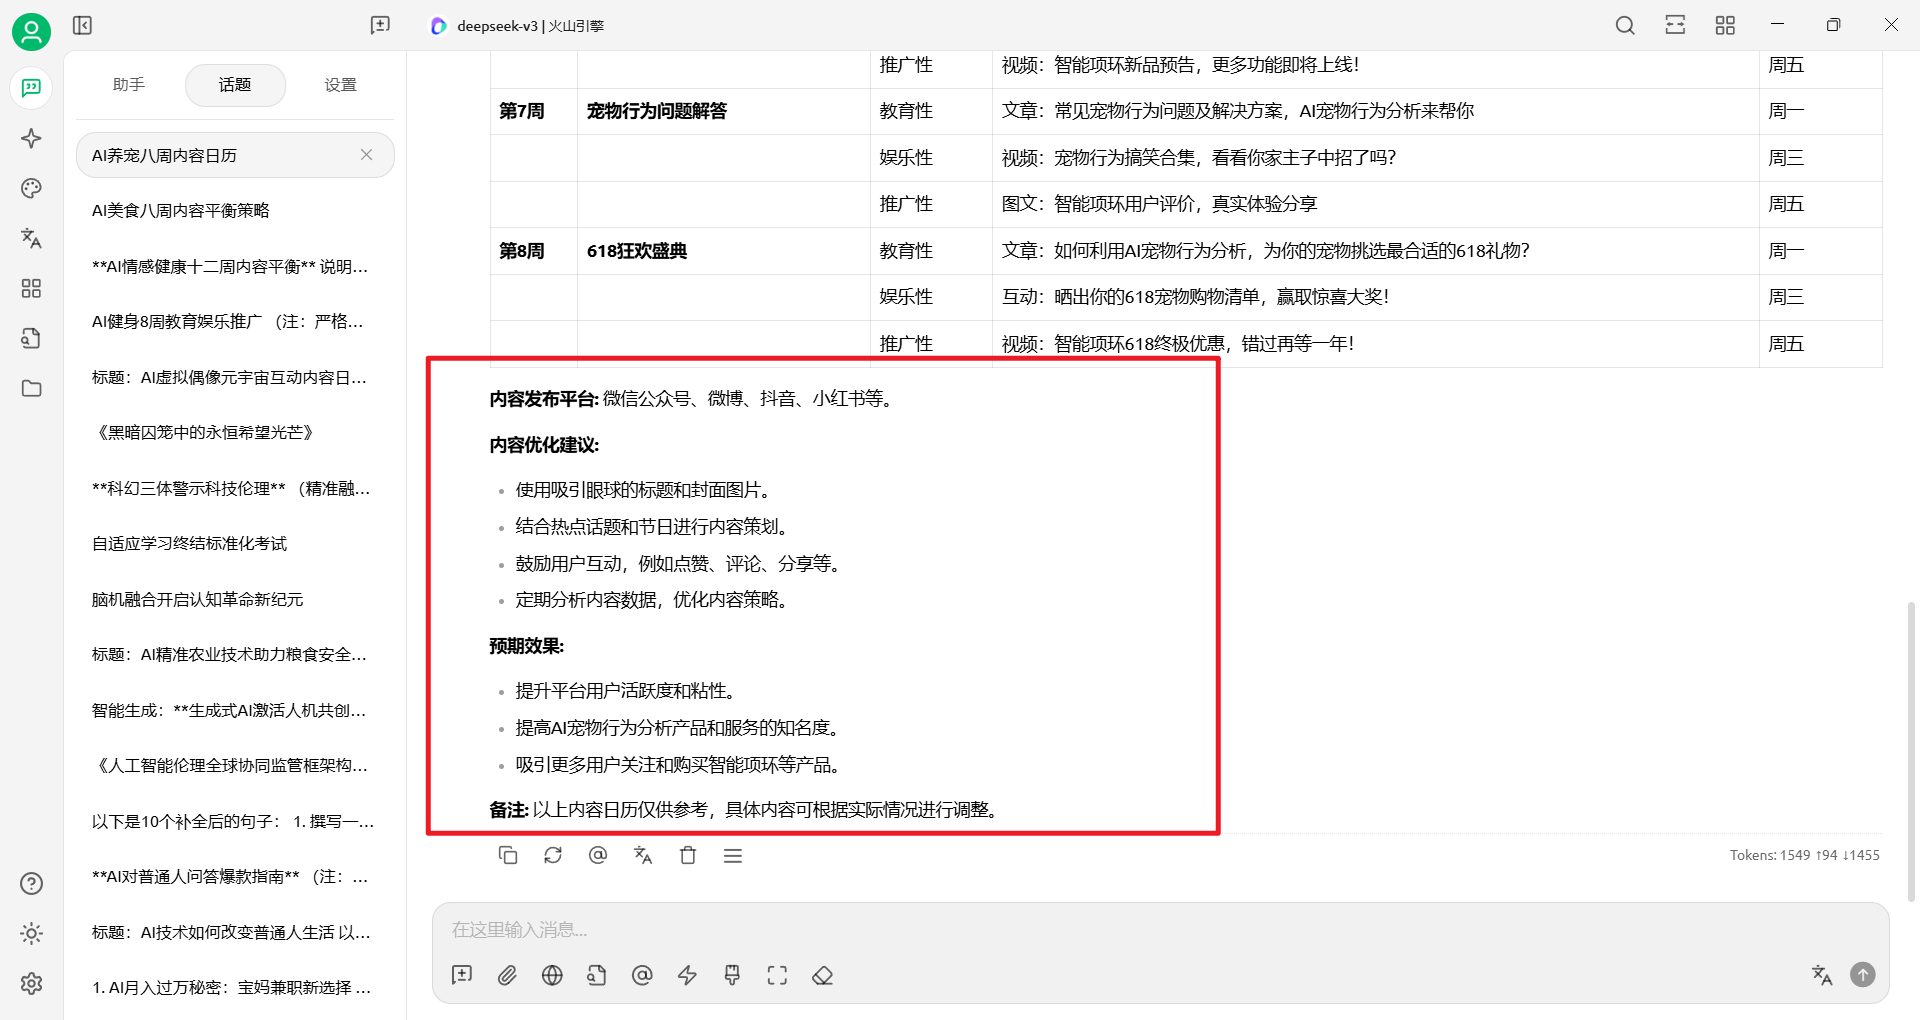 deepseek-v3 | 火山引擎
助手
话题
设置
AI养宠八周内容日历
AI美食八周内容平衡策略
**AI情感健康十二周内容平衡** 说明...
AI健身8周教育娱乐推广 （注：严格...
标题：AI虚拟偶像元宇宙互动内容日...
《黑暗囚笼中的永恒希望光芒》
**科幻三体警示科技伦理** （精准融...
自适应学习终结标准化考试
脑机融合开启认知革命新纪元
标题：AI精准农业技术助力粮食安全...
智能生成：**生成式AI激活人机共创...
《人工智能伦理全球协同监管框架构...
以下是10个补全后的句子： 1. 撰写一...
**AI对普通人问答爆款指南** （注：...
标题：AI技术如何改变普通人生活 以...
1. AI月入过万秘密：宝妈兼职新选择 ...
推广性 视频：智能项环新品预告，更多功能即将上线！ 周五
第7周 宠物行为问题解答 教育性 文章：常见宠物行为问题及解决方案，AI宠物行为分析来帮你 周一
娱乐性 视频：宠物行为搞笑合集，看看你家主子中招了吗？ 周三
推广性 图文：智能项环用户评价，真实体验分享 周五
第8周 618狂欢盛典 教育性 文章：如何利用AI宠物行为分析，为你的宠物挑选最合适的618礼物？ 周一
娱乐性 互动：晒出你的618宠物购物清单，赢取惊喜大奖！ 周三
推广性 视频：智能项环618终极优惠，错过再等一年！ 周五
内容发布平台: 微信公众号、微博、抖音、小红书等。
内容优化建议:
• 使用吸引眼球的标题和封面图片。
• 结合热点话题和节日进行内容策划。
• 鼓励用户互动，例如点赞、评论、分享等。
• 定期分析内容数据，优化内容策略。
预期效果:
• 提升平台用户活跃度和粘性。
• 提高AI宠物行为分析产品和服务的知名度。
• 吸引更多用户关注和购买智能项环等产品。
备注: 以上内容日历仅供参考，具体内容可根据实际情况进行调整。
Tokens: 1549 ↑94 ↓1455
在这里输入消息...